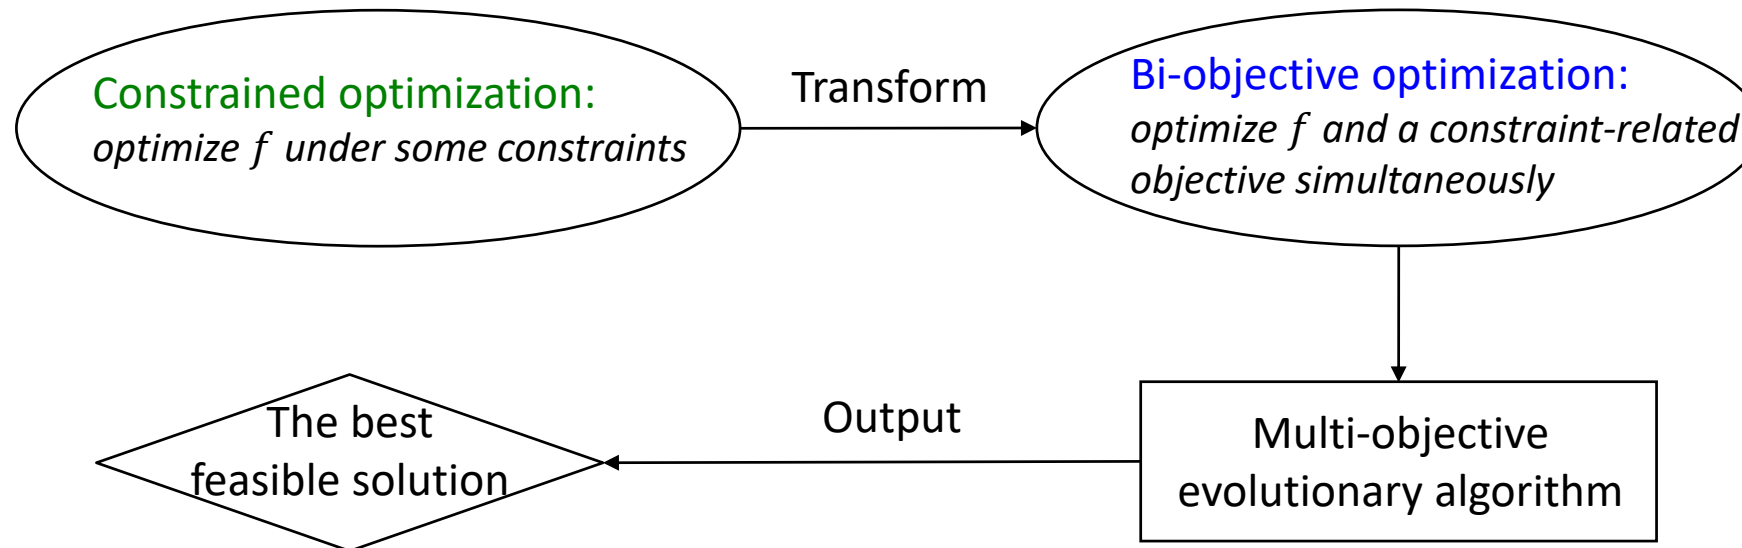 Constrained optimization:
optimize f under some constraints
Transform
Bi-objective optimization:
optimize f and a constraint-related
objective simultaneously
The best
feasible solution
Output
Multi-objective
evolutionary algorithm